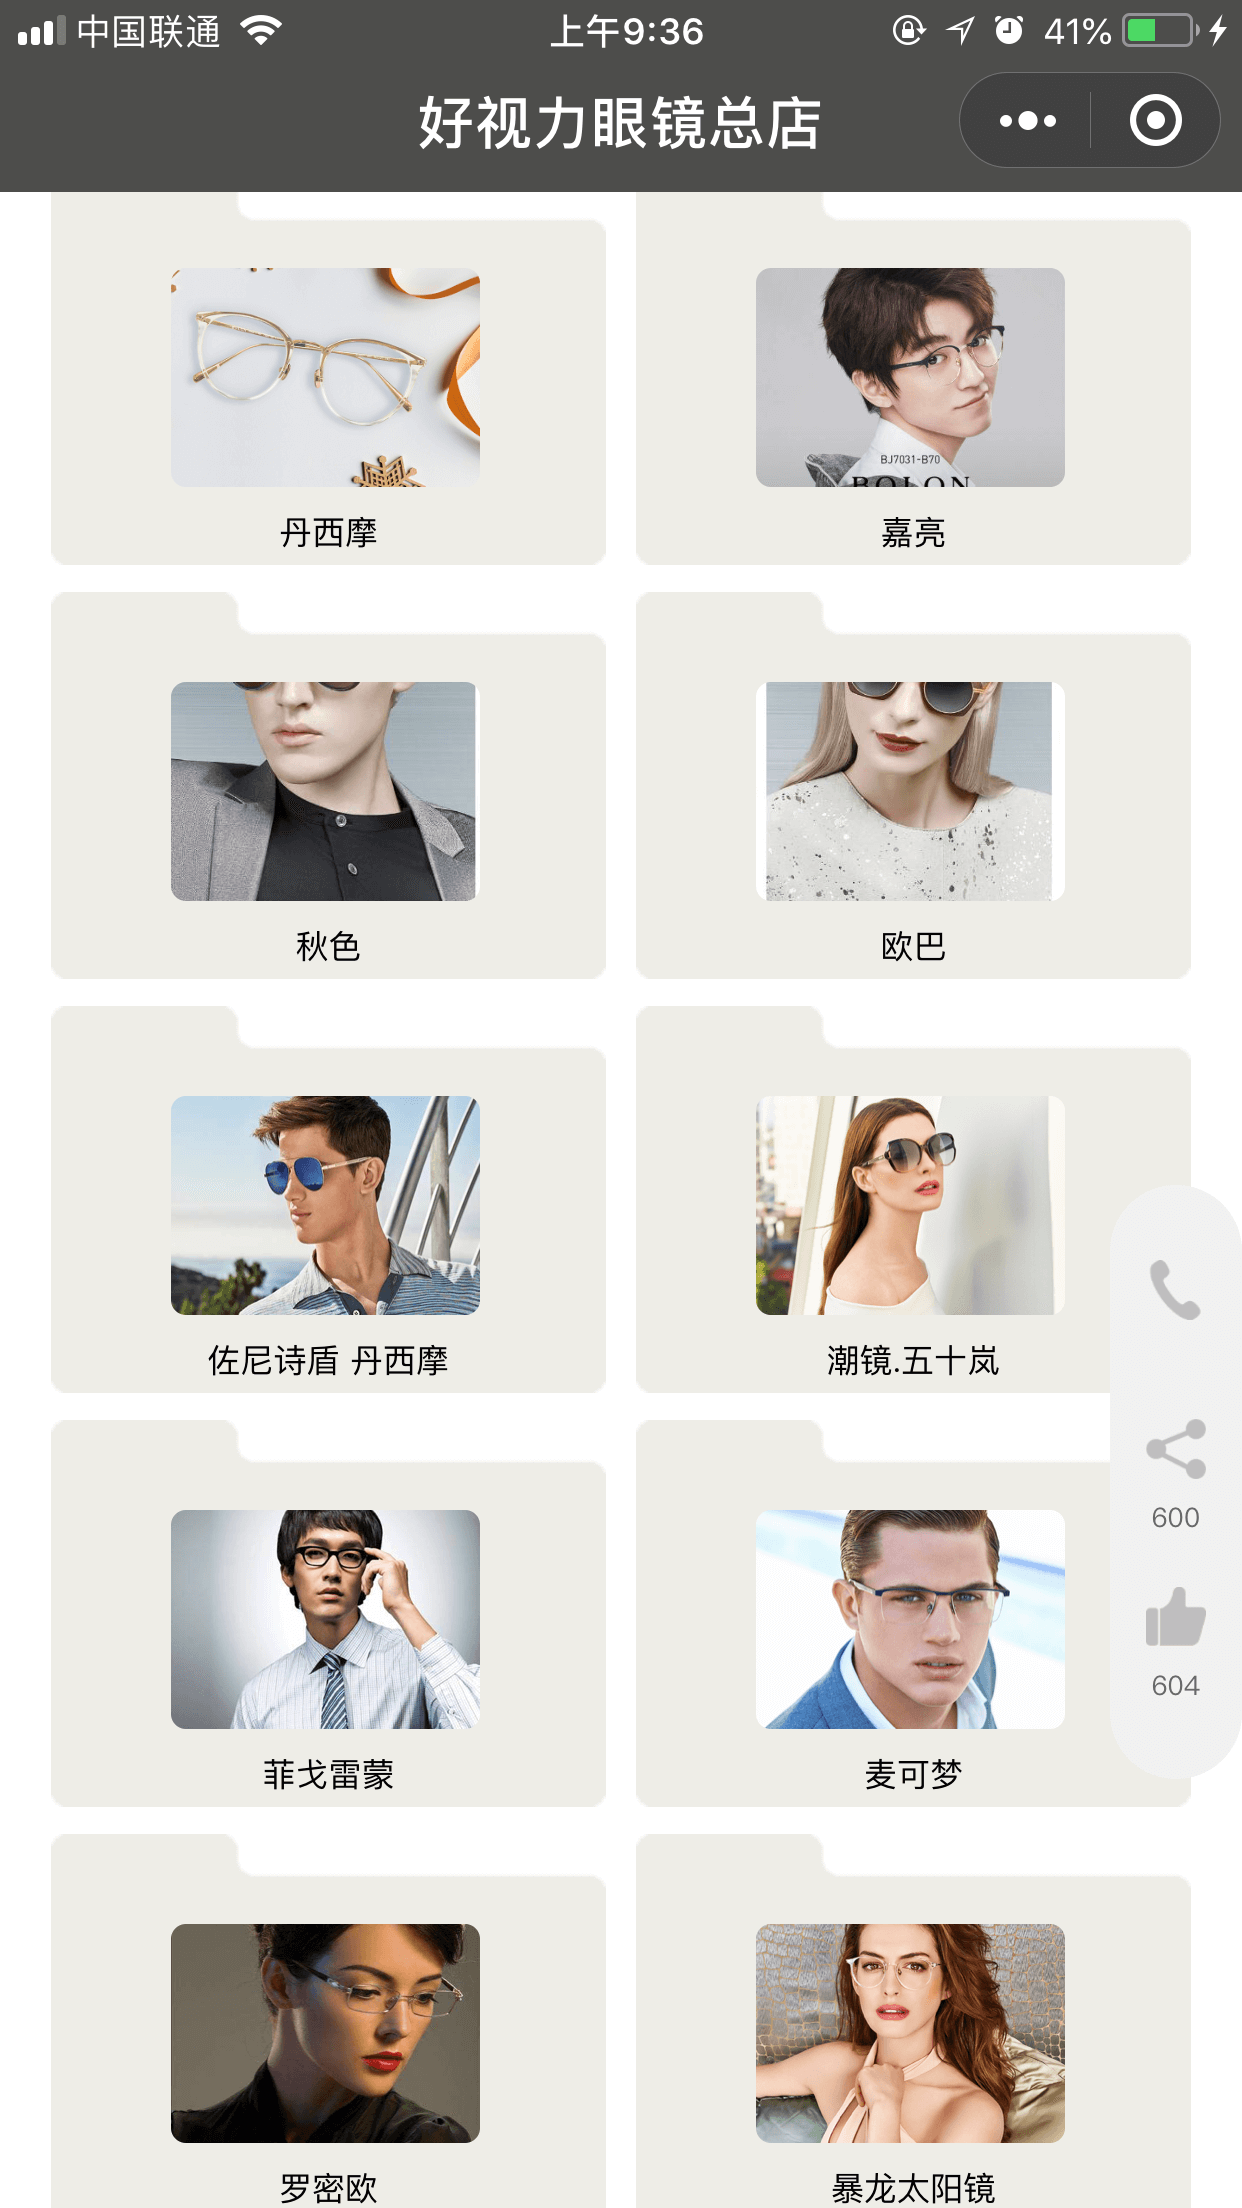 中国联通
上午9:36
41%
好视力眼镜总店
BJ7031-B70
BOLON
丹西摩
嘉亮
秋色
欧巴
佐尼诗盾 丹西摩
潮镜.五十岚
600
604
菲戈雷蒙
麦可梦
罗密欧
暴龙太阳镜